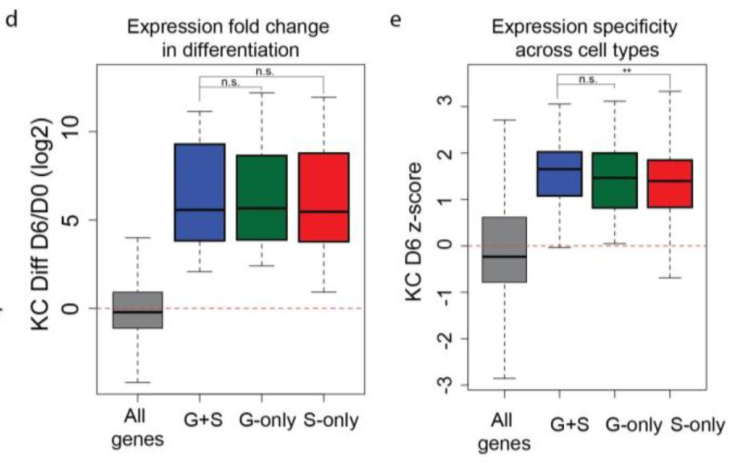 d
Expression fold change
in differentiation
n.s.
n.s.
KC Diff D6/D0 (log2)
10
5
0
All
genes
G+S
G-only
S-only
e
Expression specificity
across cell types
**
n.s.
KC D6 z-score
3
2
1
0
-1
-2
-3
All
genes
G+S
G-only
S-only